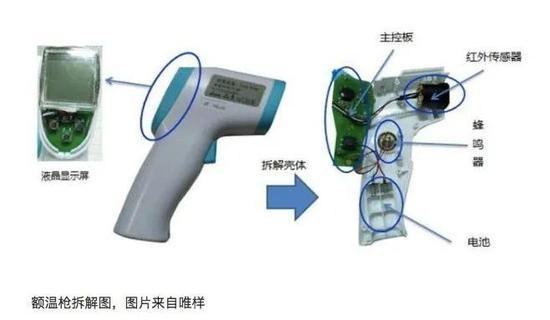 主控板
红外传感器
蜂
鸣
器
液晶显示屏
拆解壳体
电池
额温枪拆解图，图片来自唯样